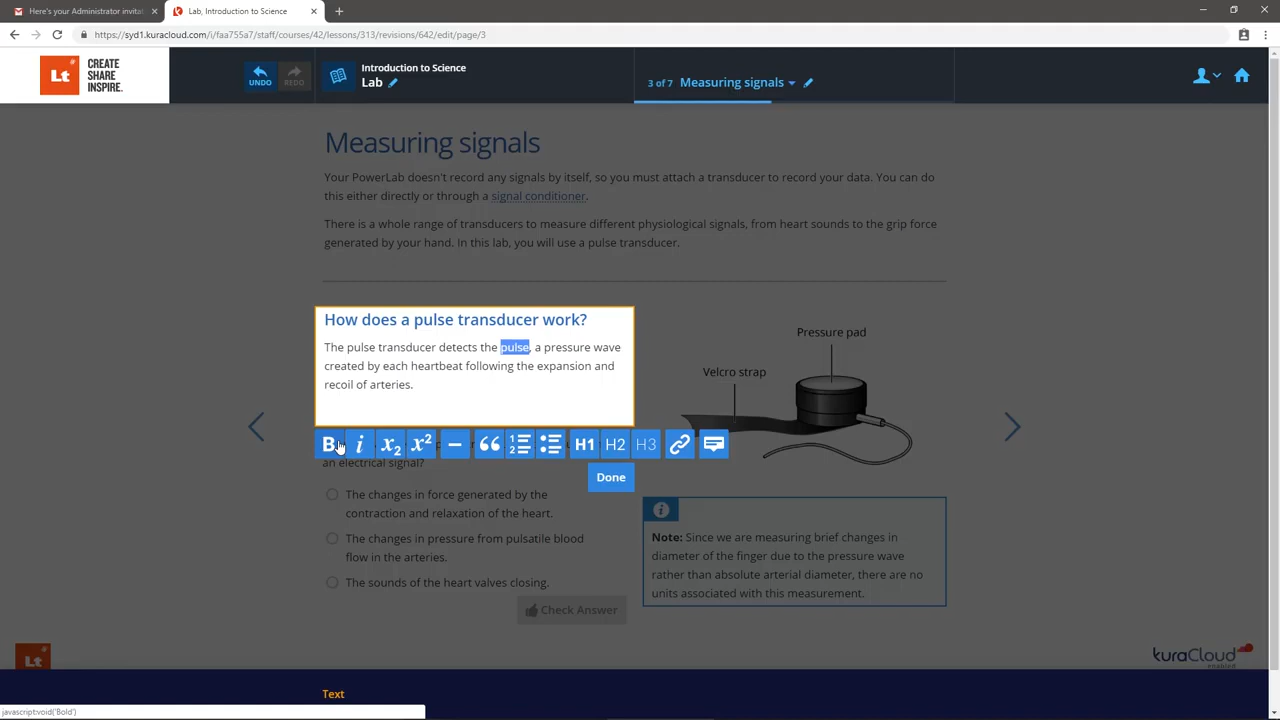 Here's your Administrator invitat
Lab, Introduction to Science
https://syd1.kuracloud.com/i/faa755a7/staff/courses/42/lessons/313/revisions/642/edit/page/3
Lt
CREATE
SHARE
INSPIRE.
UNDO
REDO
Introduction to Science
Lab
3 of 7 Measuring signals
Measuring signals
Your PowerLab doesn't record any signals by itself, so you must attach a transducer to record your data. You can do
this either directly or through a signal conditioner.
There is a whole range of transducers to measure different physiological signals, from heart sounds to the grip force
generated by your hand. In this lab, you will use a pulse transducer.
How does a pulse transducer work?
The pulse transducer detects the pulse, a pressure wave
created by each heartbeat following the expansion and
recoil of arteries.
Pressure pad
Velcro strap
B i x2 x2 H1 H2 H3
an electrical signal?
Done
The changes in force generated by the
contraction and relaxation of the heart.
The changes in pressure from pulsatile blood
flow in the arteries.
The sounds of the heart valves closing.
Check Answer
Note: Since we are measuring brief changes in
diameter of the finger due to the pressure wave
rather than absolute arterial diameter, there are no
units associated with this measurement.
Lt
kuraCloud
enabled
Text
javascript:void('Bold')